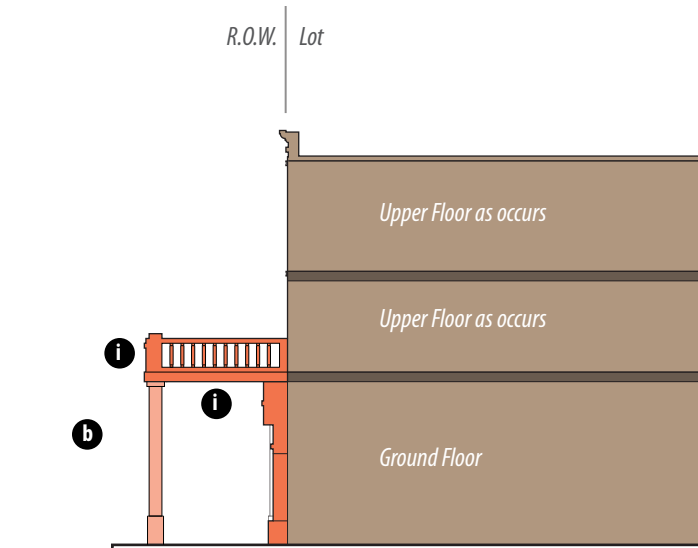 R.O.W. Lot
Upper Floor as occurs
Upper Floor as occurs
i
i
b
Ground Floor